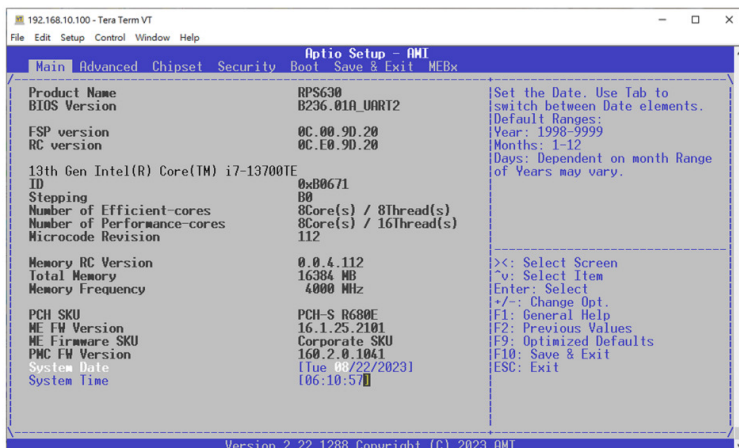 192.168.10.100 - Tera Term VT
File Edit Setup Control Window Help
Aptio Setup - AMI
Main Advanced Chipset Security Boot Save & Exit MEBx
Product Name RPS630 |Set the Date. Use Tab to
BIOS Version B236.01A_UART2 |switch between Date elements.
|Default Ranges:
FSP version 0C.00.9D.20 |Year: 1998-9999
RC version 0C.E0.9D.20 |Months: 1-12
|Days: Dependent on month Range
13th Gen Intel(R) Core(TM) i7-13700TE |of Years may vary.
ID 0xB0671
Stepping B0
Number of Efficient-cores 8Core(s) / 8Thread(s)
Number of Performance-cores 8Core(s) / 16Thread(s)
Microcode Revision 112
Memory RC Version 0.0.4.112 |><: Select Screen
Total Memory 16384 MB |^v: Select Item
Memory Frequency 4000 MHz |Enter: Select
|+/-: Change Opt.
PCH SKU PCH-S R680E |F1: General Help
ME FW Version 16.1.25.2101 |F2: Previous Values
ME Firmware SKU Corporate SKU |F9: Optimized Defaults
PMC FW Version 160.2.0.1041 |F10: Save & Exit
System Date [Tue 08/22/2023] |ESC: Exit
System Time [06:10:57]
Version 2.22.1288 Copyright (C) 2023 AMI